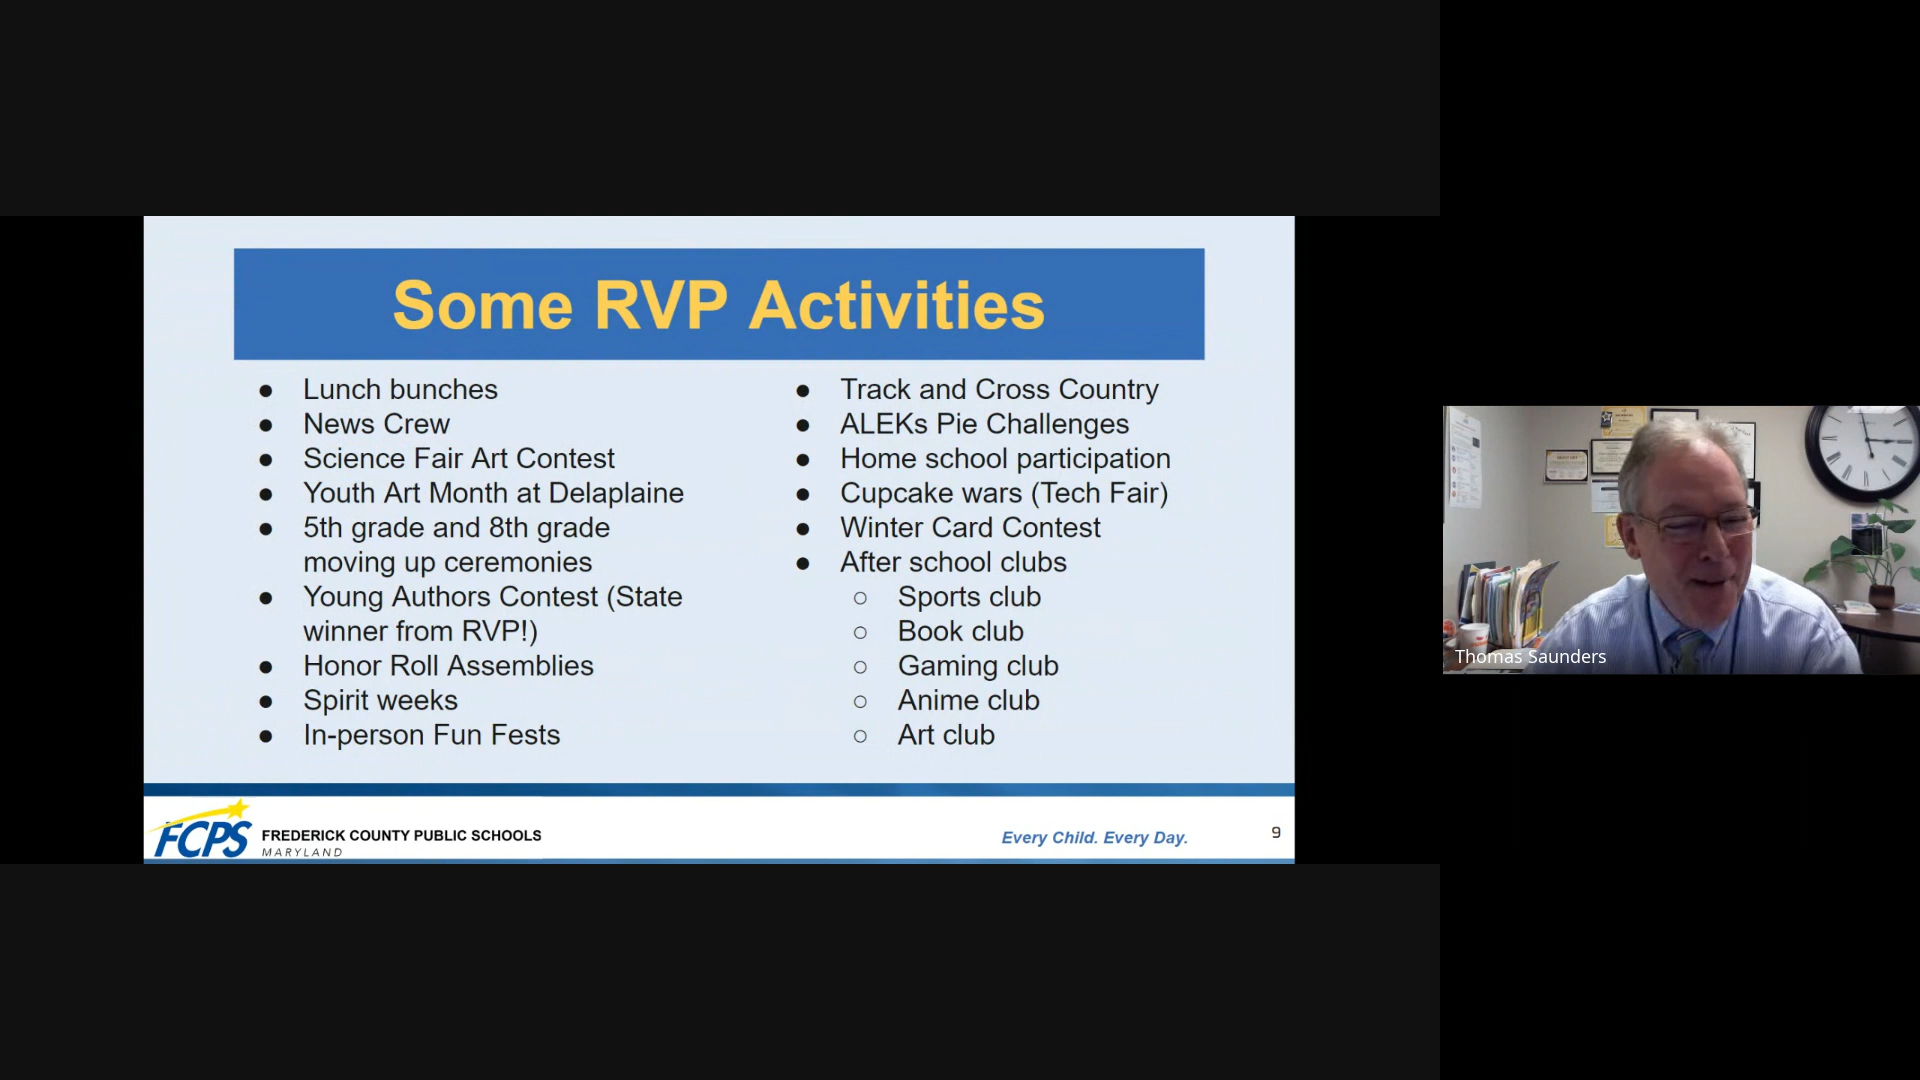 Some RVP Activities
Lunch bunches
News Crew
Science Fair Art Contest
Youth Art Month at Delaplaine
5th grade and 8th grade
moving up ceremonies
Young Authors Contest (State
winner from RVP!)
Honor Roll Assemblies
Spirit weeks
In-person Fun Fests
Track and Cross Country
ALEKs Pie Challenges
Home school participation
Cupcake wars (Tech Fair)
Winter Card Contest
After school clubs
Sports club
Book club
Gaming club
Anime club
Art club
FCPS FREDERICK COUNTY PUBLIC SCHOOLS
MARYLAND
Every Child. Every Day.
9
Thomas Saunders